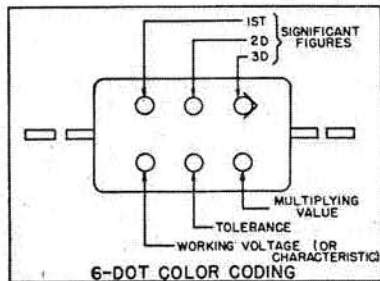 1ST
2D
3D
SIGNIFICANT
FIGURES
MULTIPLYING
VALUE
TOLERANCE
WORKING VOLTAGE (OR
CHARACTERISTIC)
6-DOT COLOR CODING